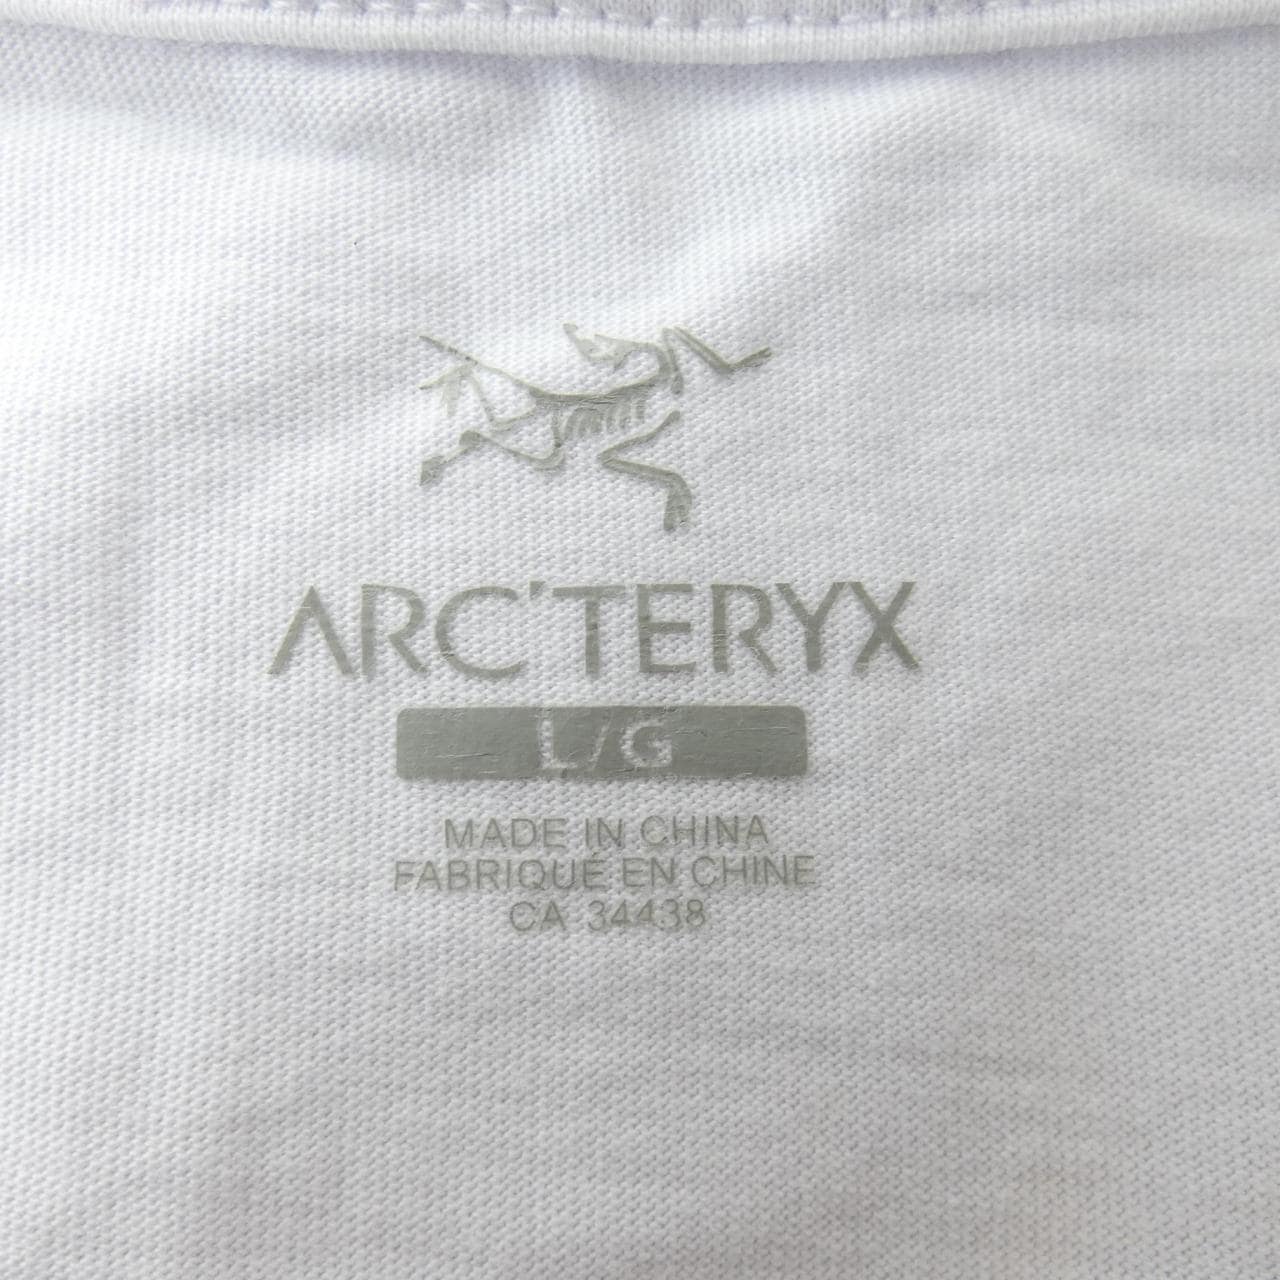 ARC'TERYX
L/G
MADE IN CHINA
FABRIQUÉ EN CHINE
CA 34438